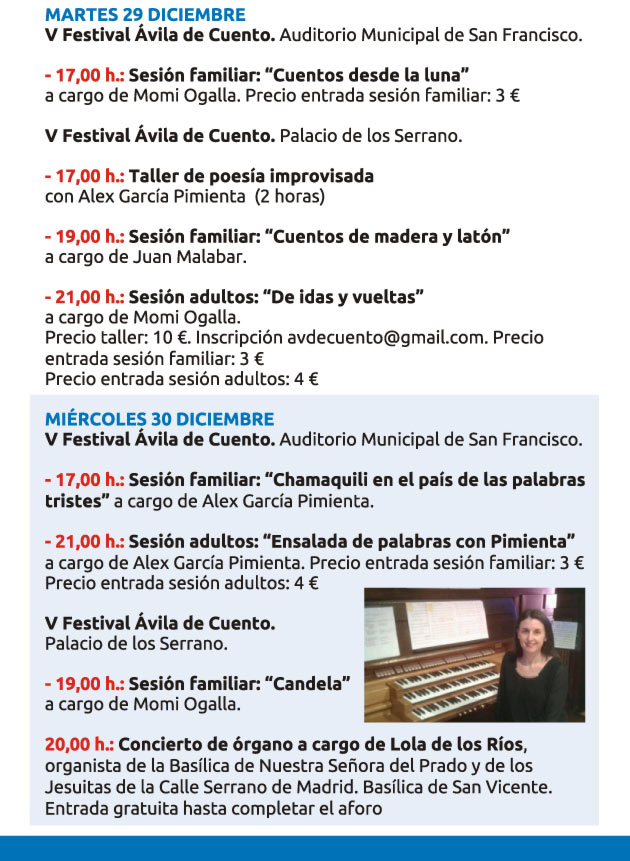 MARTES 29 DICIEMBRE
V Festival Ávila de Cuento. Auditorio Municipal de San Francisco.
- 17,00 h.: Sesión familiar: “Cuentos desde la luna”
a cargo de Momi Ogalla. Precio entrada sesión familiar: 3 €
V Festival Ávila de Cuento. Palacio de los Serrano.
- 17,00 h.: Taller de poesía improvisada
con Alex García Pimienta (2 horas)
- 19,00 h.: Sesión familiar: “Cuentos de madera y latón”
a cargo de Juan Malabar.
- 21,00 h.: Sesión adultos: “De idas y vueltas”
a cargo de Momi Ogalla.
Precio taller: 10 €. Inscripción avdecuento@gmail.com. Precio
entrada sesión familiar: 3 €
Precio entrada sesión adultos: 4 €
MIÉRCOLES 30 DICIEMBRE
V Festival Ávila de Cuento. Auditorio Municipal de San Francisco.
- 17,00 h.: Sesión familiar: “Chamaquili en el país de las palabras
tristes” a cargo de Alex García Pimienta.
- 21,00 h.: Sesión adultos: “Ensalada de palabras con Pimienta”
a cargo de Alex García Pimienta. Precio entrada sesión familiar: 3 €
Precio entrada sesión adultos: 4 €
V Festival Ávila de Cuento.
Palacio de los Serrano.
- 19,00 h.: Sesión familiar: “Candela”
a cargo de Momi Ogalla.
20,00 h.: Concierto de órgano a cargo de Lola de los Ríos,
organista de la Basílica de Nuestra Señora del Prado y de los
Jesuitas de la Calle Serrano de Madrid. Basílica de San Vicente.
Entrada gratuita hasta completar el aforo